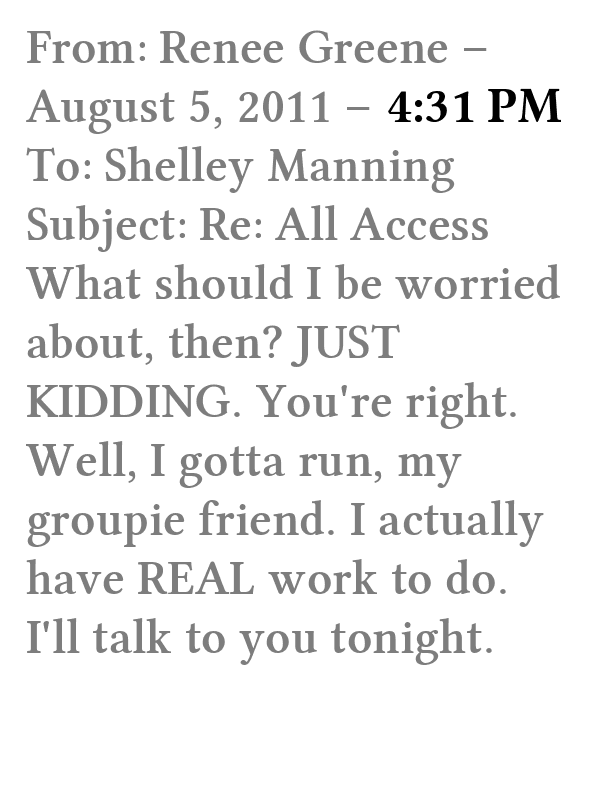 From: Renee Greene –
August 5, 2011 – 4:31 PM
To: Shelley Manning
Subject: Re: All Access
What should I be worried
about, then? JUST
KIDDING. You're right.
Well, I gotta run, my
groupie friend. I actually
have REAL work to do.
I'll talk to you tonight.